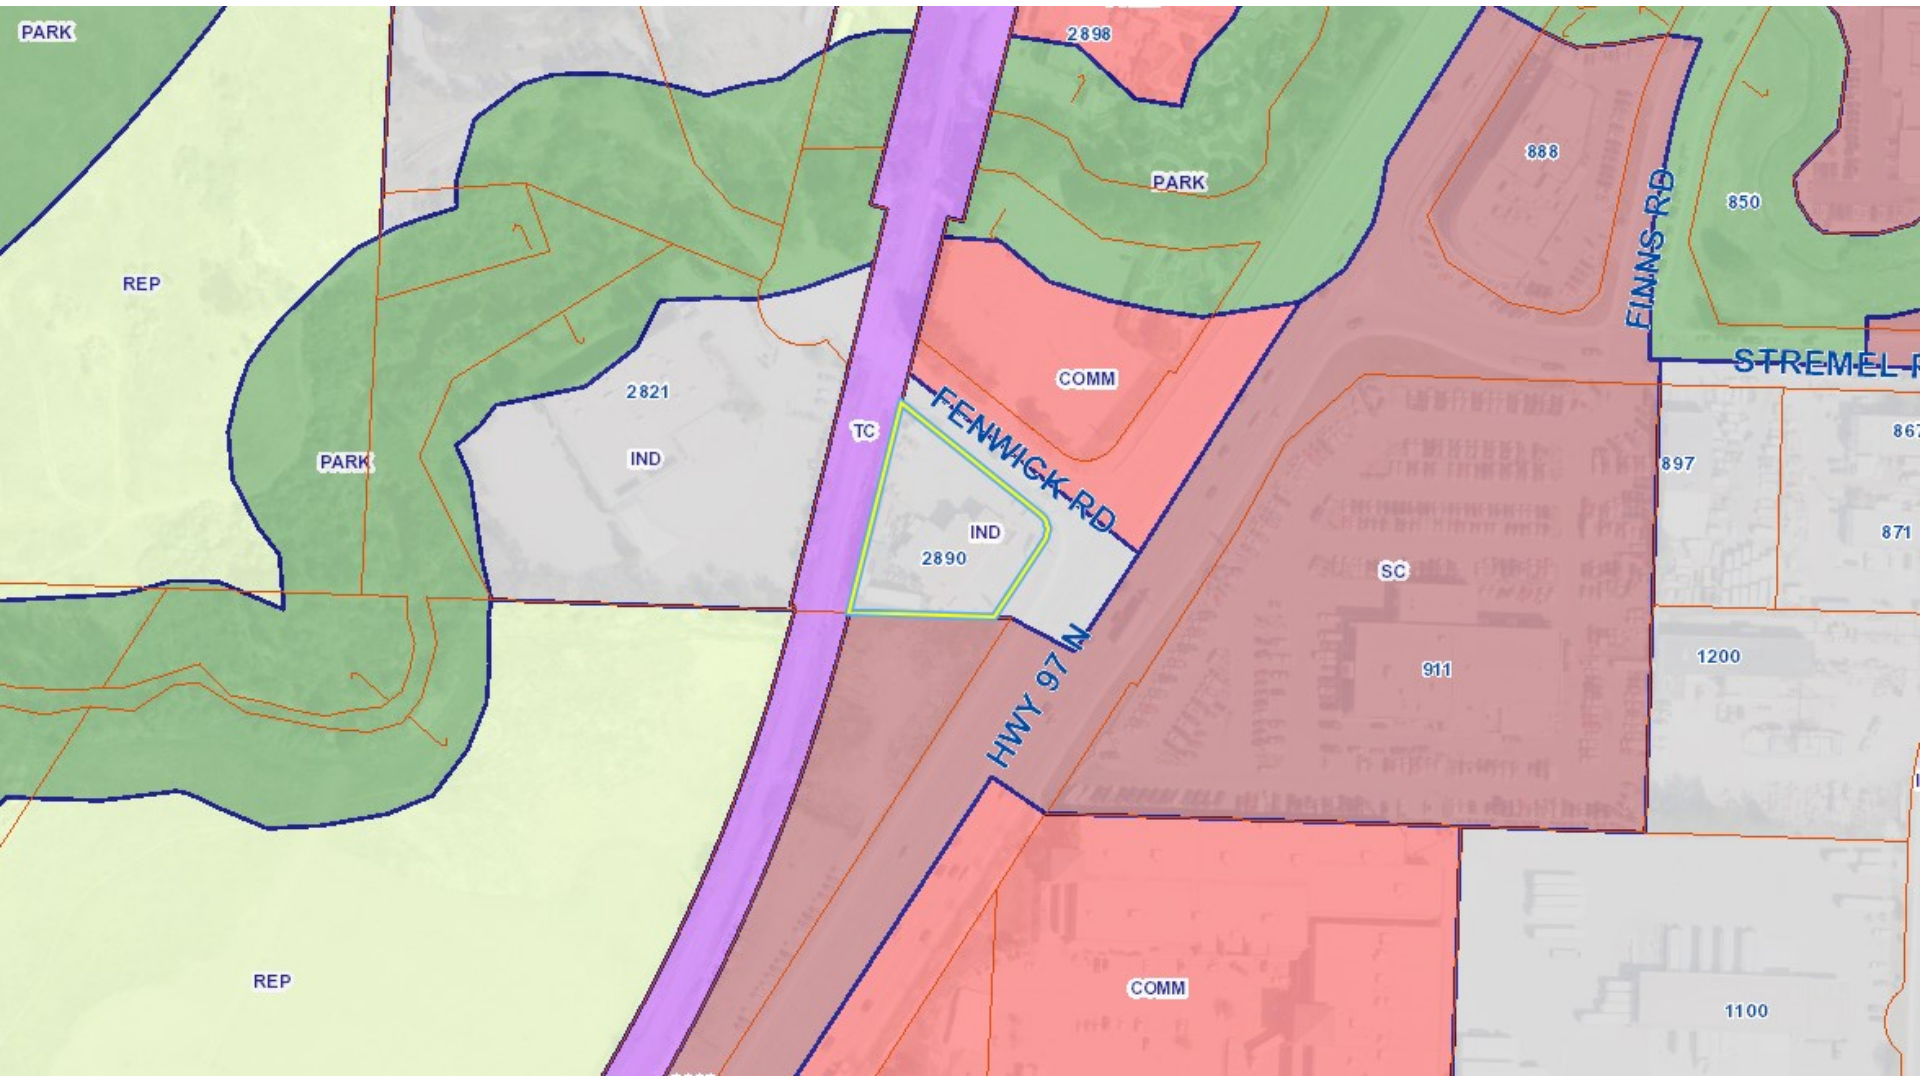 PARK
2898
888
PARK
850
FINNS RD
REP
STREMEL
COMM
2821
FENWICK RD
TC
867
IND
PARK
897
IND
2890
871
SC
HWY 97 N
1200
911
REP
COMM
1100